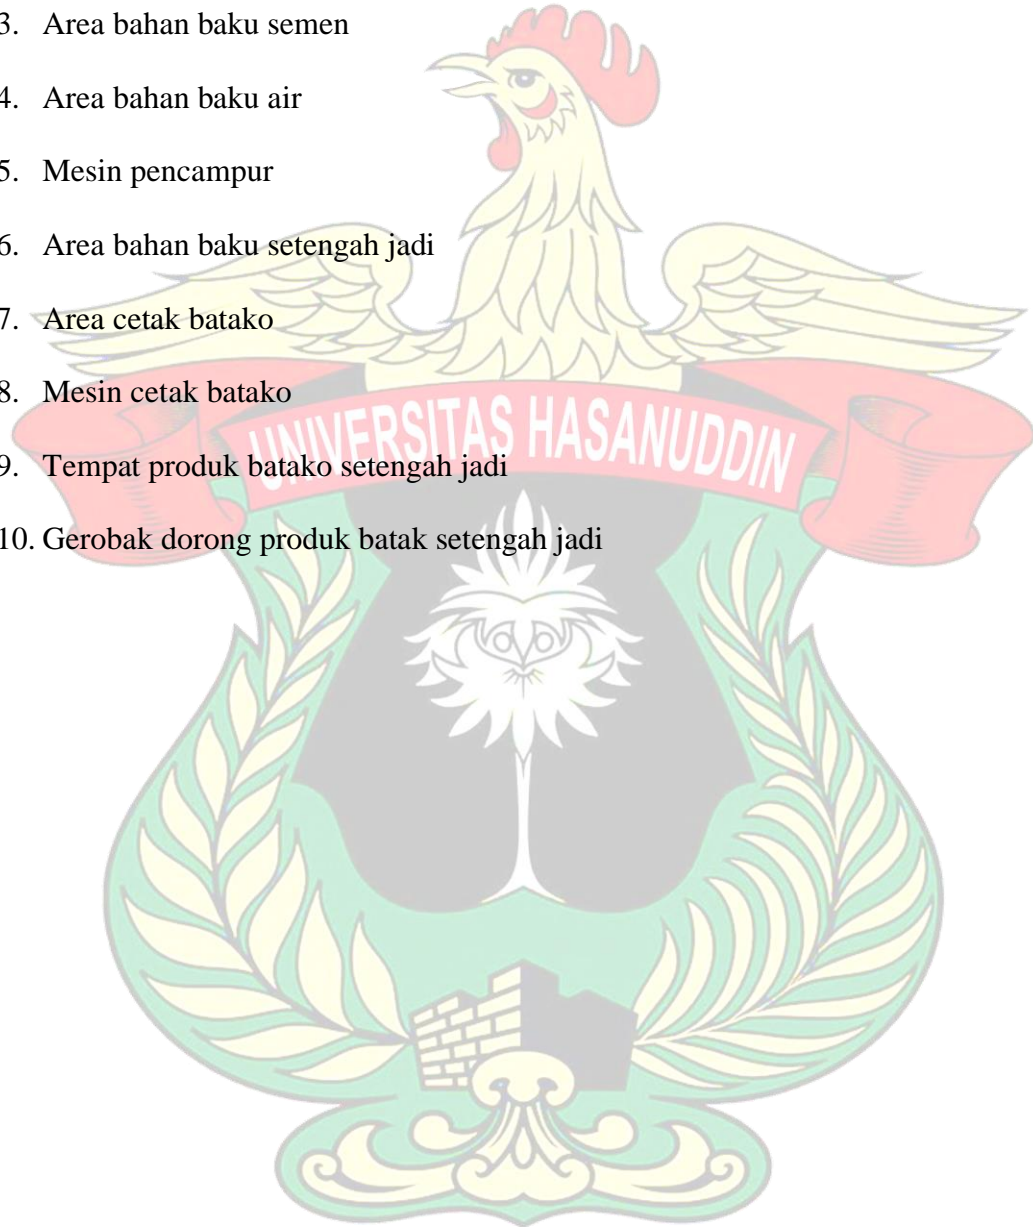 3. Area bahan baku semen
4. Area bahan baku air
5. Mesin pencampur
6. Area bahan baku setengah jadi
7. Area cetak batako
8. Mesin cetak batako
UNIVERSITAS HASANUDDIN
9. Tempat produk batako setengah jadi
10. Gerobak dorong produk batak setengah jadi